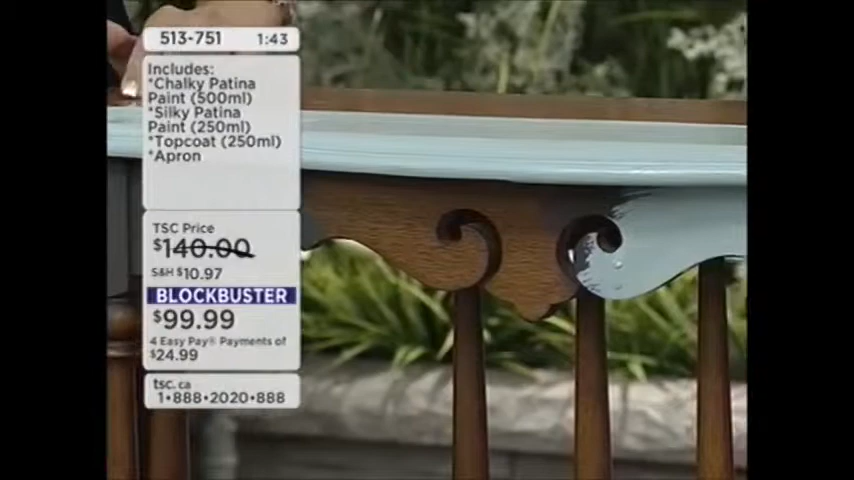 513-751 1:43
Includes:
*Chalky Patina
Paint (500ml)
*Silky Patina
Paint (250ml)
*Topcoat (250ml)
*Apron
TSC Price
$140.00
S&H $10.97
BLOCKBUSTER
$99.99
4 Easy Pay® Payments of
$24.99
tsc.ca
1•888•2020•888